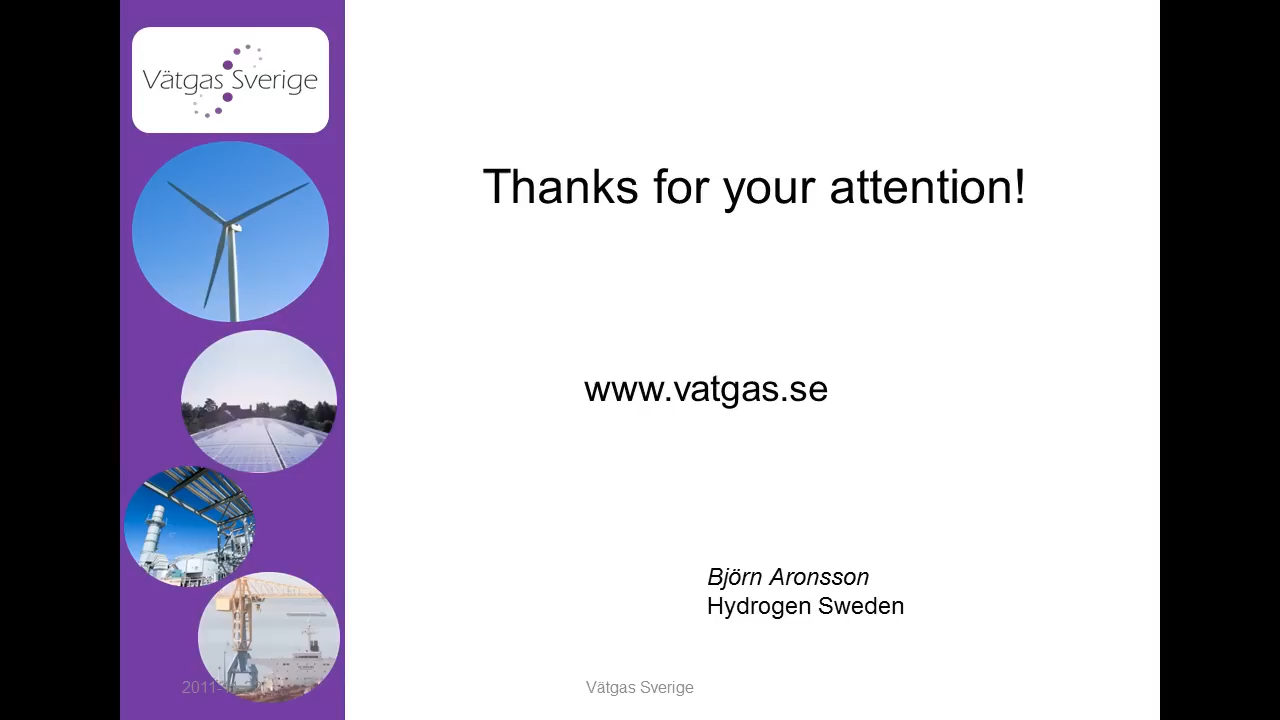 Vätgas Sverige
Thanks for your attention!
www.vatgas.se
Björn Aronsson
Hydrogen Sweden
Vätgas Sverige